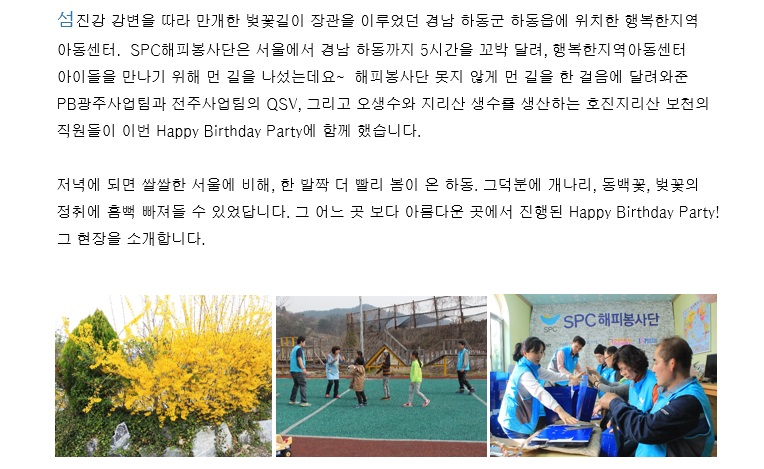 섬진강 강변을 따라 만개한 벚꽃길이 장관을 이루었던 경남 하동군 하동읍에 위치한 행복한지역
아동센터. SPC해피봉사단은 서울에서 경남 하동까지 5시간을 꼬박 달려, 행복한지역아동센터
아이들을 만나기 위해 먼 길을 나섰는데요~ 해피봉사단 못지 않게 먼 길을 한 걸음에 달려와준
PB광주사업팀과 전주사업팀의 QSV, 그리고 오생수와 지리산 생수를 생산하는 호진지리산 보천의
직원들이 이번 Happy Birthday Party에 함께 했습니다.
저녁에 되면 쌀쌀한 서울에 비해, 한 발짝 더 빨리 봄이 온 하동. 그덕분에 개나리, 동백꽃, 벚꽃의
정취에 흠뻑 빠져들 수 있었답니다. 그 어느 곳 보다 아름다운 곳에서 진행된 Happy Birthday Party!
그 현장을 소개합니다.
SPC SPC해피봉사단